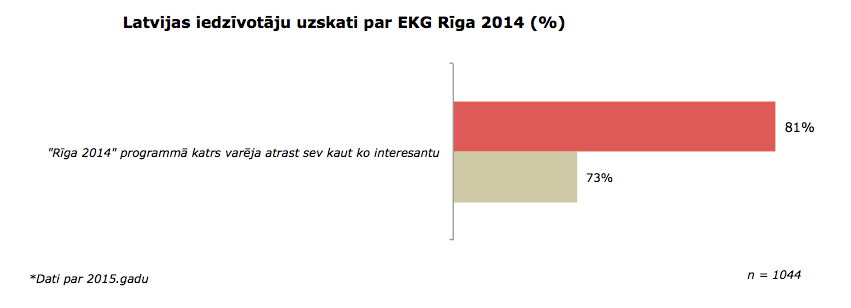 Latvijas iedzīvotāju uzskati par EKG Rīga 2014 (%)
81%
"Rīga 2014" programmā katrs varēja atrast sev kaut ko interesantu
73%
*Dati par 2015.gadu
n = 1044